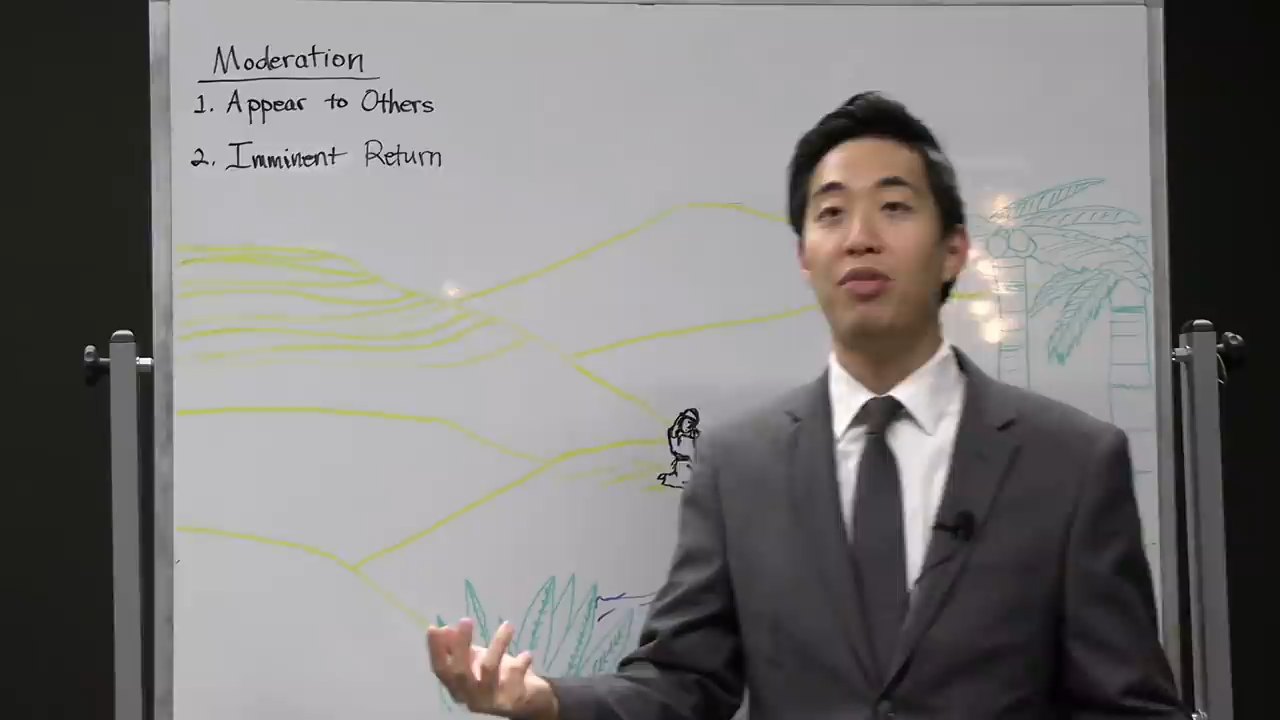 Moderation
1. Appear to Others
2. Imminent Return